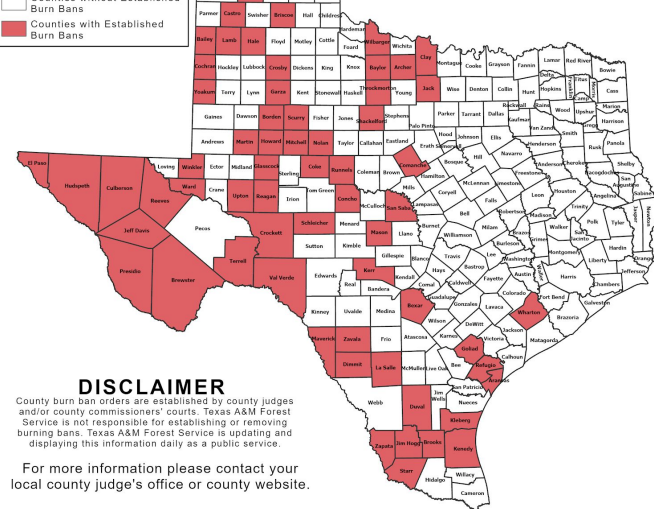 Counties without Established
Burn Bans
Counties with Established
Burn Bans
Parmer Castro Swisher Briscoe Hall Childress
Hardeman
Bailey Lamb Hale Floyd Motley Cottle Foard Wilbarger Wichita Clay
Montague Cooke Grayson Fannin Lamar Red River Bowie
Delta
Cochran Hockley Lubbock Crosby Dickens King Knox Baylor Archer
Titus Franklin Morris Cass
Camp
Yoakum Terry Lynn Garza Kent Stonewall Haskell Throckmorton Young Jack Wise Denton Collin Hunt Hopkins
Rockwall Rains Wood Upshur Marion
Gaines Dawson Borden Scurry Fisher Jones Shackelford Stephens Palo Pinto Parker Tarrant Dallas Kaufman Van Zandt Gregg Harrison
Hood Johnson Ellis Smith
Andrews Martin Howard Mitchell Nolan Taylor Callahan Eastland Erath Somervell Henderson Rusk Panola
El Paso Loving Winkler Ector Midland Glasscock Sterling Coke Runnels Coleman Brown Comanche Bosque Hill Navarro Anderson Cherokee Shelby
Hamilton Freestone Nacogdoches
Hudspeth Culberson Reeves Ward Crane Upton Reagan Irion Tom Green Concho McCulloch San Saba Mills Coryell McLennan Limestone Leon Houston San Augustine Sabine
Lampasas Falls Angelina
Jeff Davis Pecos Crockett Schleicher Menard Mason Llano Burnet Bell Robertson Madison Trinity Polk Tyler Jasper Newton
Milam Brazos Walker San Jacinto
Sutton Kimble Williamson Burleson Grimes Hardin
Presidio Brewster Terrell Val Verde Edwards Gillespie Blanco Travis Lee Washington Montgomery Liberty Orange
Kerr Hays Bastrop Austin Waller Harris Jefferson
Real Kendall Comal Caldwell Fayette Chambers
Bandera Guadalupe Colorado Fort Bend Galveston
Kinney Uvalde Medina Bexar Gonzales Lavaca Wharton Brazoria
Wilson DeWitt Jackson
Maverick Zavala Frio Atascosa Karnes Victoria Matagorda
Goliad Calhoun
Dimmit La Salle McMullen Live Oak Bee Refugio
Aransas
San Patricio
Webb Duval Jim Wells Nueces
Kleberg
Zapata Jim Hogg Brooks Kenedy
Starr
Hidalgo Willacy
Cameron
DISCLAIMER
County burn ban orders are established by county judges
and/or county commissioners' courts. Texas A&M Forest
Service is not responsible for establishing or removing
burning bans. Texas A&M Forest Service is updating and
displaying this information daily as a public service.
For more information please contact your
local county judge's office or county website.